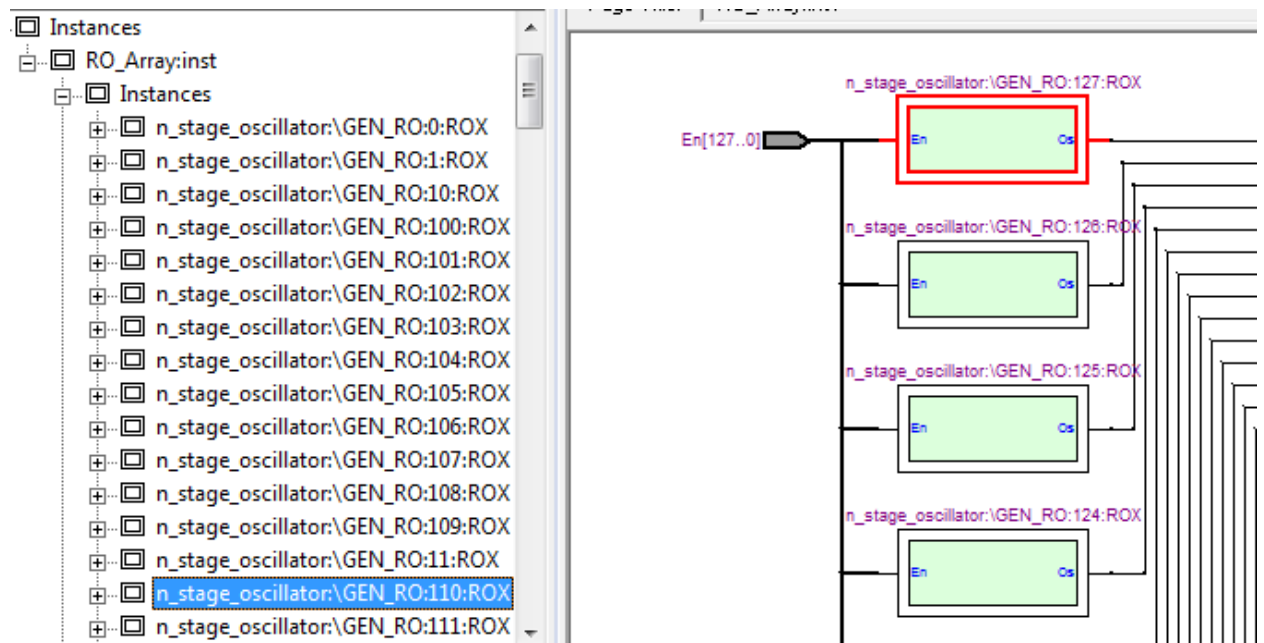 Instances
RO_Array:inst
Instances
n_stage_oscillator:\GEN_RO:0:ROX
n_stage_oscillator:\GEN_RO:1:ROX
n_stage_oscillator:\GEN_RO:10:ROX
n_stage_oscillator:\GEN_RO:100:ROX
n_stage_oscillator:\GEN_RO:101:ROX
n_stage_oscillator:\GEN_RO:102:ROX
n_stage_oscillator:\GEN_RO:103:ROX
n_stage_oscillator:\GEN_RO:104:ROX
n_stage_oscillator:\GEN_RO:105:ROX
n_stage_oscillator:\GEN_RO:106:ROX
n_stage_oscillator:\GEN_RO:107:ROX
n_stage_oscillator:\GEN_RO:108:ROX
n_stage_oscillator:\GEN_RO:109:ROX
n_stage_oscillator:\GEN_RO:11:ROX
n_stage_oscillator:\GEN_RO:110:ROX
n_stage_oscillator:\GEN_RO:111:ROX
n_stage_oscillator:\GEN_RO:127:ROX
En[127..0]
En Os
n_stage_oscillator:\GEN_RO:126:ROX
En Os
n_stage_oscillator:\GEN_RO:125:ROX
En Os
n_stage_oscillator:\GEN_RO:124:ROX
En Os